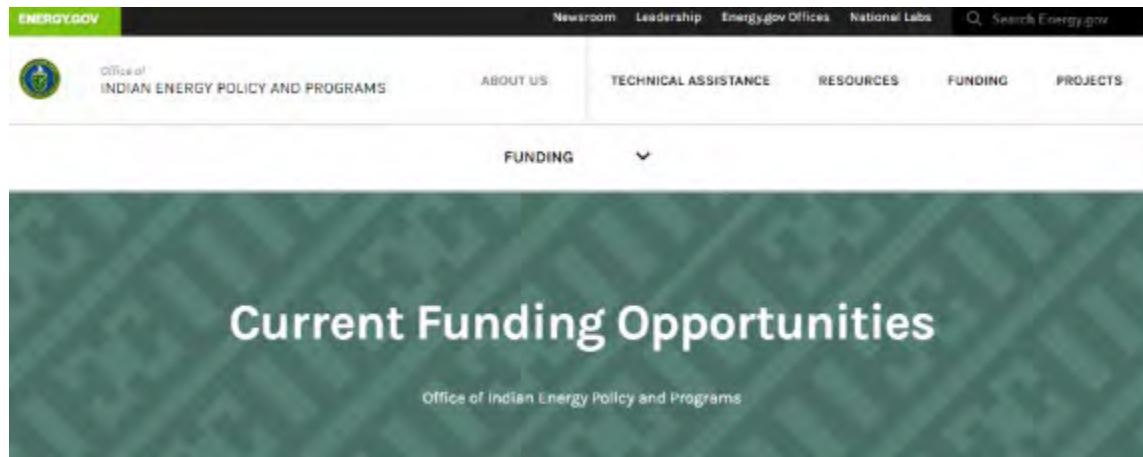 ENERGY.GOV Newsroom Leadership Energy.gov Offices National Labs Search Energy.gov
Office of
INDIAN ENERGY POLICY AND PROGRAMS ABOUT US TECHNICAL ASSISTANCE RESOURCES FUNDING PROJECTS
FUNDING
Current Funding Opportunities
Office of Indian Energy Policy and Programs